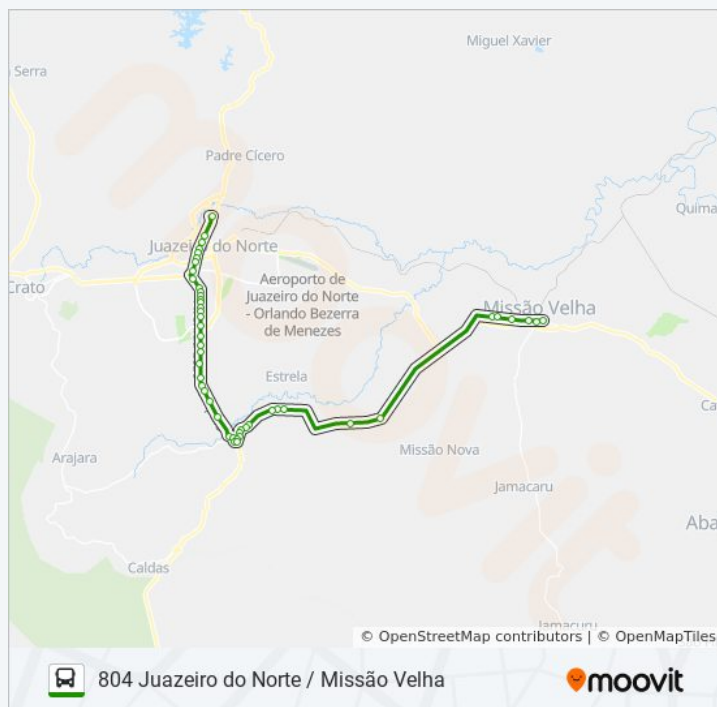 Miguel Xavier
Serra
Padre Cícero
Quima
Juazeiro do Norte
Crato
Aeroporto de
Juazeiro do Norte
- Orlando Bezerra
de Menezes
Missão Velha
Estrela
Ca
Missão Nova
Arajara
Jamacaru
Aba
Caldas
Jamacuru
© OpenStreetMap contributors | © OpenMapTiles
804 Juazeiro do Norte / Missão Velha
moovit
moovit